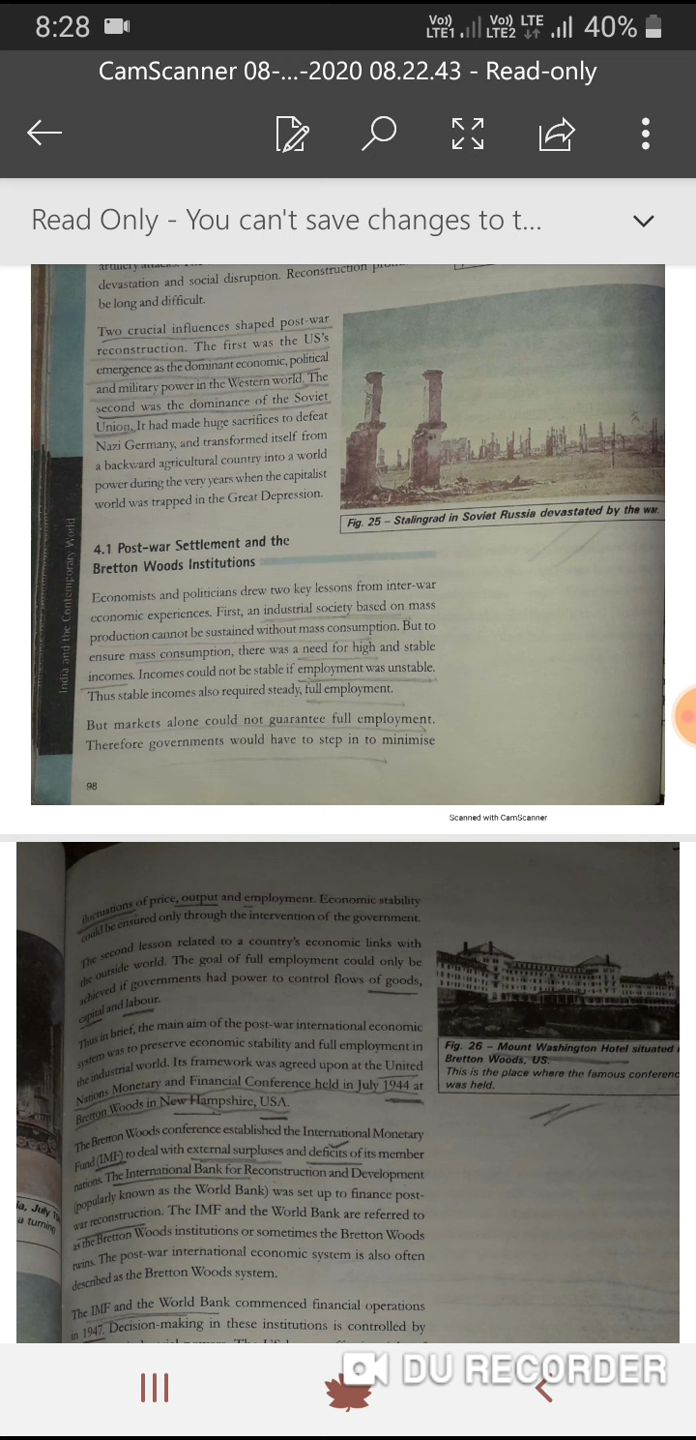 8:28
Vo)) LTE1 Vo)) LTE2 LTE 40%
CamScanner 08-...-2020 08.22.43 - Read-only
Read Only - You can't save changes to t...
devastation and social disruption. Reconstruction
be long and difficult.
Two crucial influences shaped post-war
reconstruction. The first was the US's
emergence as the dominant economic, political
and military power in the Western world. The
second was the dominance of the Soviet
Union. It had made huge sacrifices to defeat
Nazi Germany, and transformed itself from
a backward agricultural country into a world
power during the very years when the capitalist
world was trapped in the Great Depression.
Fig. 25 – Stalingrad in Soviet Russia devastated by the war.
4.1 Post-war Settlement and the
Bretton Woods Institutions
Economists and politicians drew two key lessons from inter-war
economic experiences. First, an industrial society based on mass
production cannot be sustained without mass consumption. But to
ensure mass consumption, there was a need for high and stable
incomes. Incomes could not be stable if employment was unstable.
Thus stable incomes also required steady, full employment.
But markets alone could not guarantee full employment.
Therefore governments would have to step in to minimise
India and the Contemporary World
98
Scanned with CamScanner
fluctuations of price, output and employment. Economic stability
could be ensured only through the intervention of the government.
The second lesson related to a country's economic links with
the outside world. The goal of full employment could only be
achieved if governments had power to control flows of goods,
capital and labour.
Thus in brief, the main aim of the post-war international economic
system was to preserve economic stability and full employment in
the industrial world. Its framework was agreed upon at the United
Nations Monetary and Financial Conference held in July 1944 at
Bretton Woods in New Hampshire, USA.
The Bretton Woods conference established the International Monetary
Fund (IMF) to deal with external surpluses and deficits of its member
nations. The International Bank for Reconstruction and Development
(popularly known as the World Bank) was set up to finance post-
war reconstruction. The IMF and the World Bank are referred to
as the Bretton Woods institutions or sometimes the Bretton Woods
twins. The post-war international economic system is also often
described as the Bretton Woods system.
The IMF and the World Bank commenced financial operations
in 1947. Decision-making in these institutions is controlled by
Fig. 26 – Mount Washington Hotel situated
Bretton Woods, US.
This is the place where the famous conferenc
was held.
ia, July
a turning
DU RECORDER